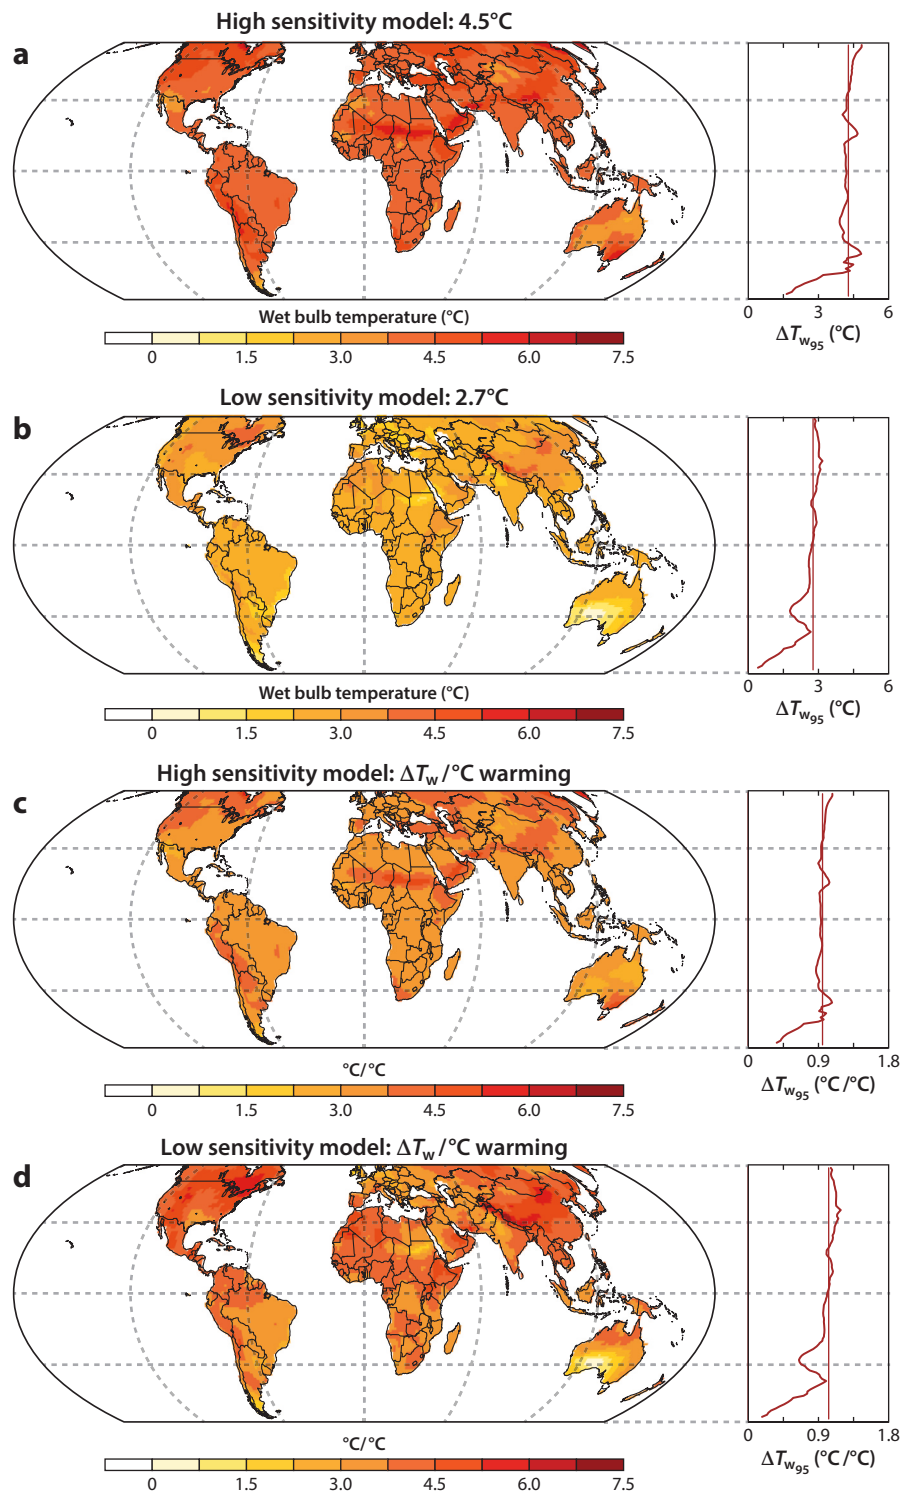 High sensitivity model: 4.5°C
a
Wet bulb temperature (°C)
0 1.5 3.0 4.5 6.0 7.5
0 3 6
ΔTw95 (°C)
Low sensitivity model: 2.7°C
b
Wet bulb temperature (°C)
0 1.5 3.0 4.5 6.0 7.5
0 3 6
ΔTw95 (°C)
High sensitivity model: ΔTw/°C warming
c
°C/°C
0 1.5 3.0 4.5 6.0 7.5
0 0.9 1.8
ΔTw95 (°C/°C)
Low sensitivity model: ΔTw/°C warming
d
°C/°C
0 1.5 3.0 4.5 6.0 7.5
0 0.9 1.8
ΔTw95 (°C/°C)